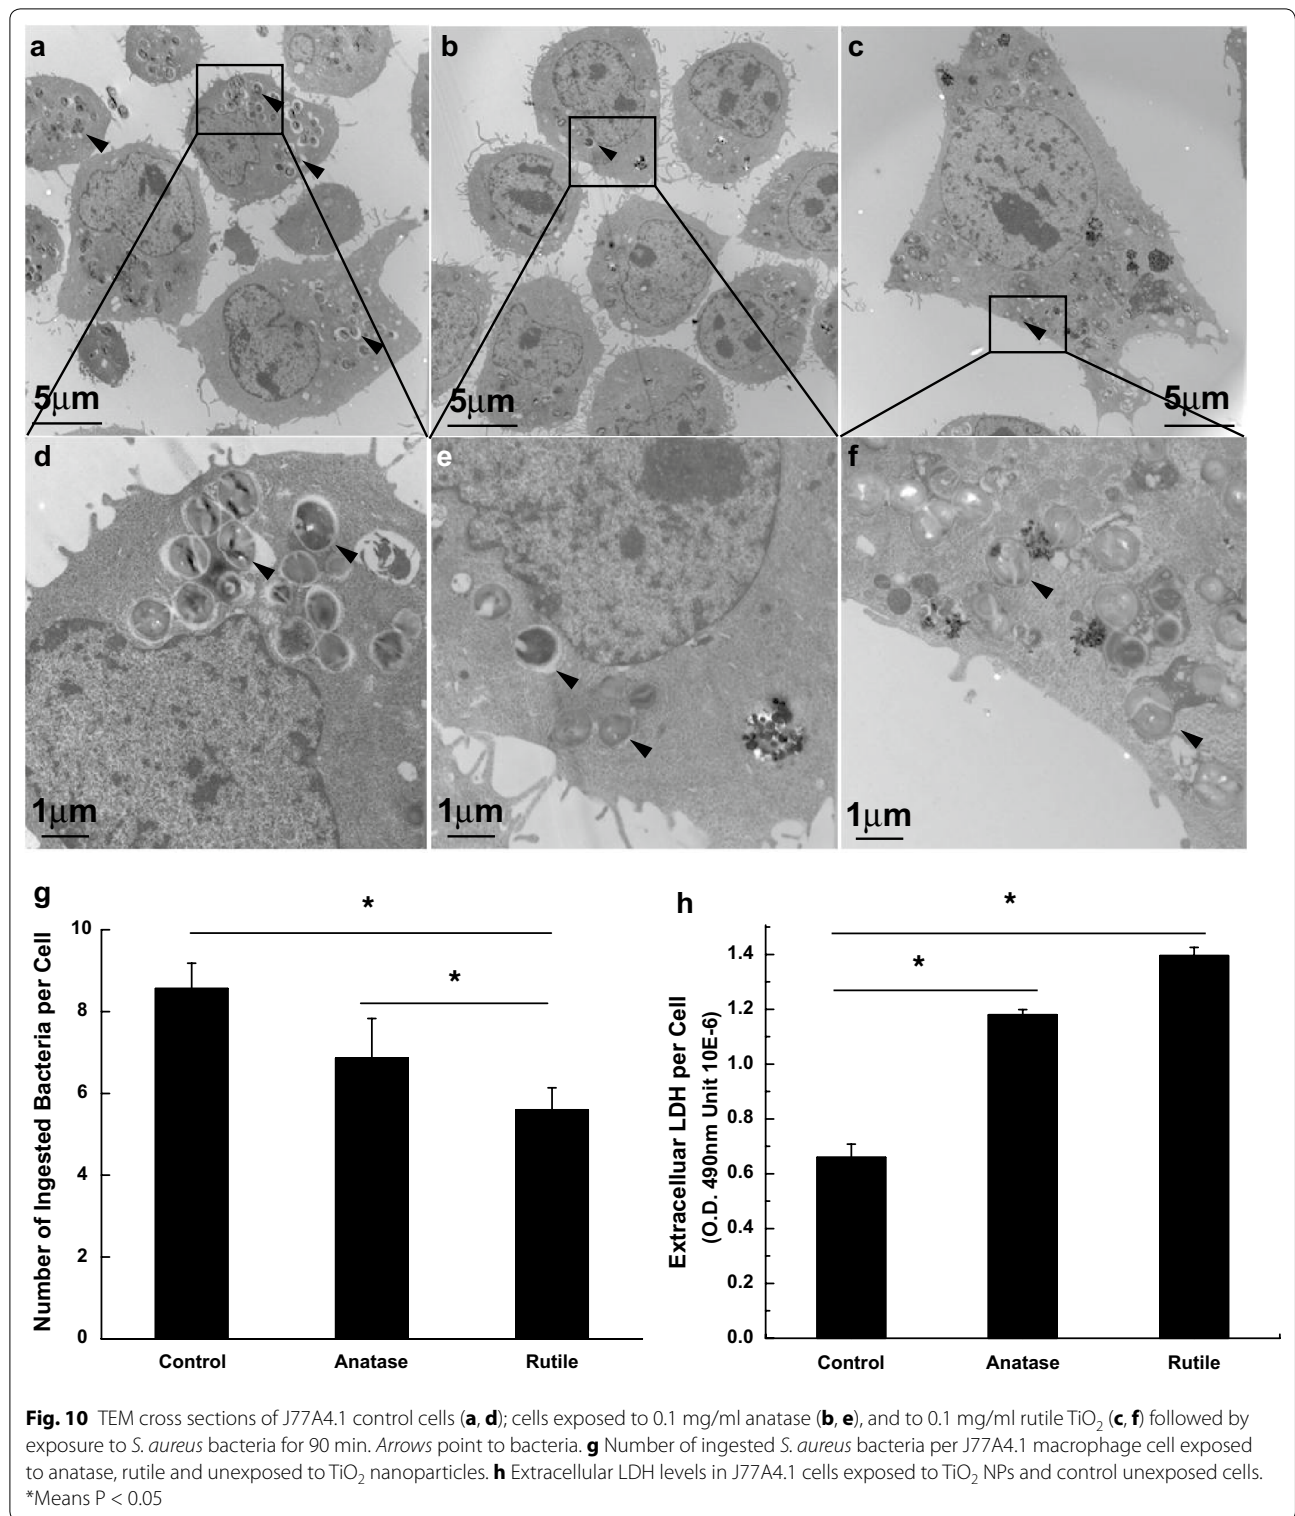 a
b
c
5μm
5μm
5μm
d
e
f
1μm
1μm
1μm
g
*
*
10
8
6
4
2
0
Number of Ingested Bacteria per Cell
Control
Anatase
Rutile
h
*
*
1.4
1.2
1.0
0.8
0.6
0.4
0.2
0.0
Extracelluar LDH per Cell
(O.D. 490nm Unit 10E-6)
Control
Anatase
Rutile
Fig. 10 TEM cross sections of J77A4.1 control cells (a, d); cells exposed to 0.1 mg/ml anatase (b, e), and to 0.1 mg/ml rutile TiO₂ (c, f) followed by
exposure to S. aureus bacteria for 90 min. Arrows point to bacteria. g Number of ingested S. aureus bacteria per J77A4.1 macrophage cell exposed
to anatase, rutile and unexposed to TiO₂ nanoparticles. h Extracellular LDH levels in J77A4.1 cells exposed to TiO₂ NPs and control unexposed cells.
*Means P < 0.05